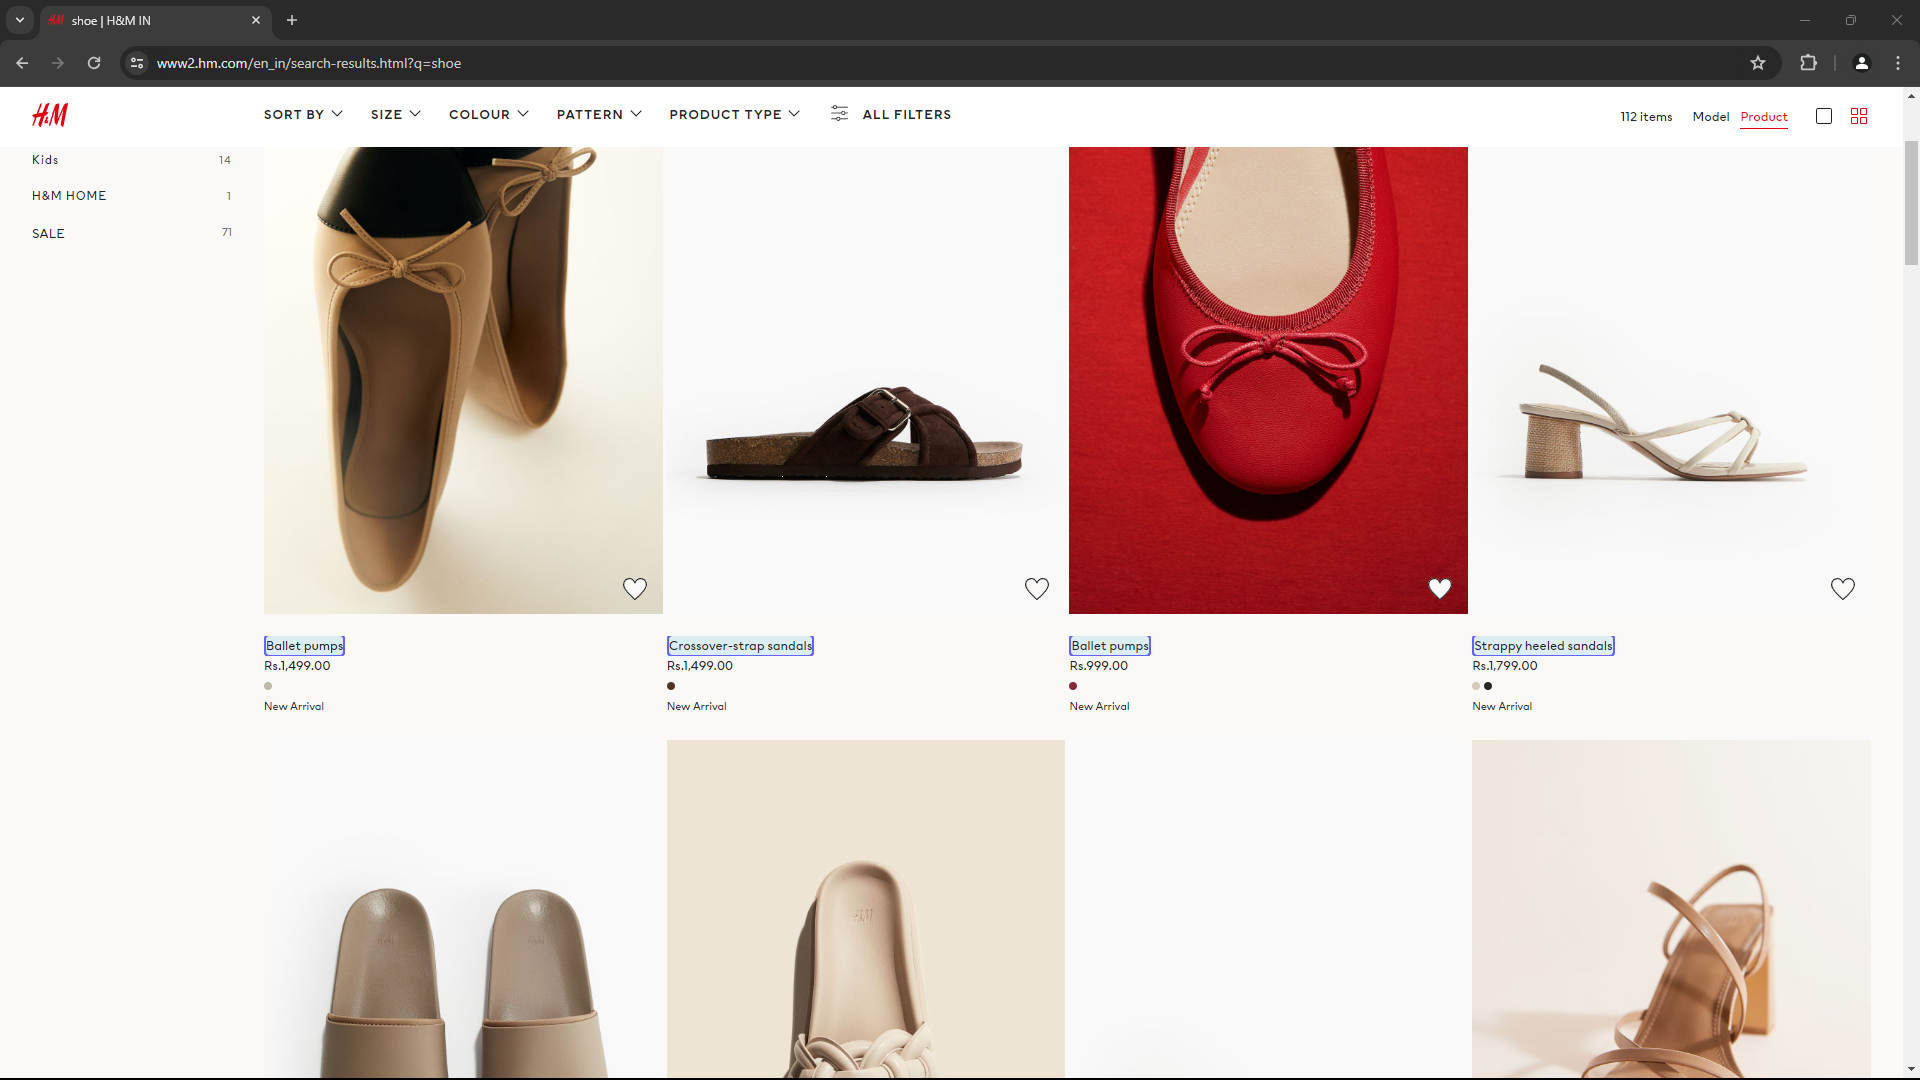 shoe | H&M IN
www2.hm.com/en_in/search-results.html?q=shoe
H&M
SORT BY
SIZE
COLOUR
PATTERN
PRODUCT TYPE
ALL FILTERS
112 items
Model
Product
Kids 14
H&M HOME 1
SALE 71
Ballet pumps
Rs.1,499.00
New Arrival
Crossover-strap sandals
Rs.1,499.00
New Arrival
Ballet pumps
Rs.999.00
New Arrival
Strappy heeled sandals
Rs.1,799.00
New Arrival
H&M